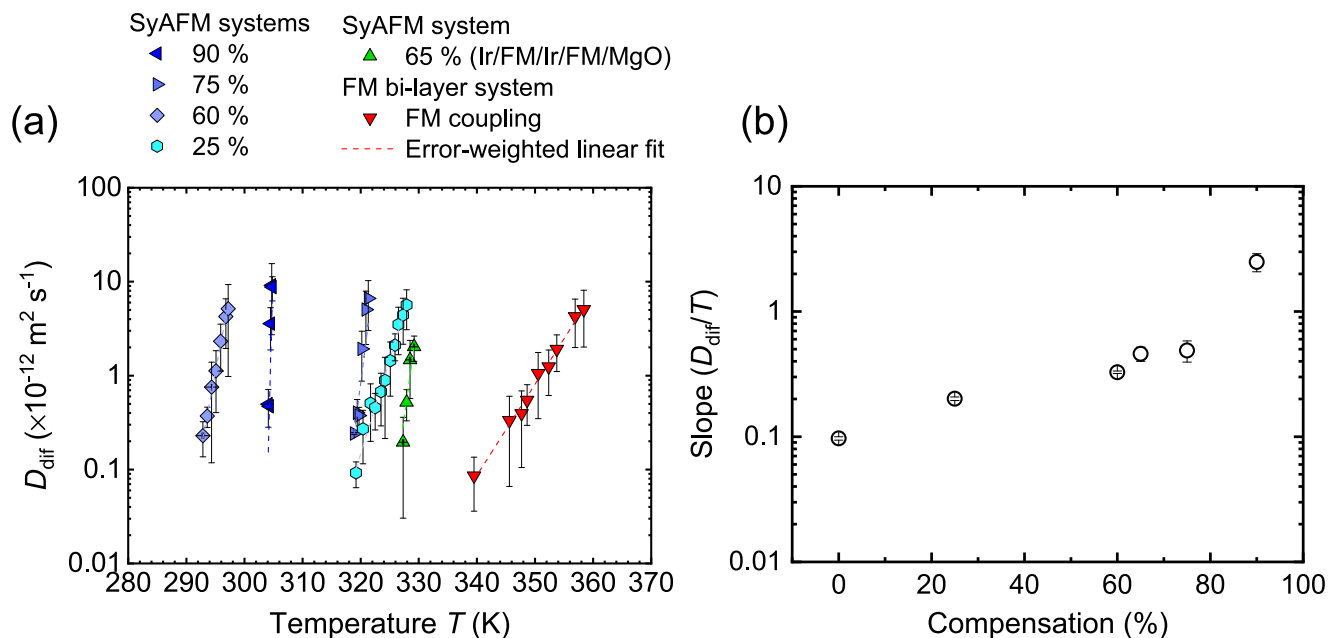 SyAFM systems
90 %
75 %
60 %
25 %
SyAFM system
65 % (Ir/FM/Ir/FM/MgO)
FM bi-layer system
FM coupling
Error-weighted linear fit
(a)
100
10
1
0.1
0.01
D_dif (×10⁻¹² m² s⁻¹)
280 290 300 310 320 330 340 350 360 370
Temperature T (K)
(b)
10
1
0.1
0.01
Slope (D_dif/T)
0 20 40 60 80 100
Compensation (%)